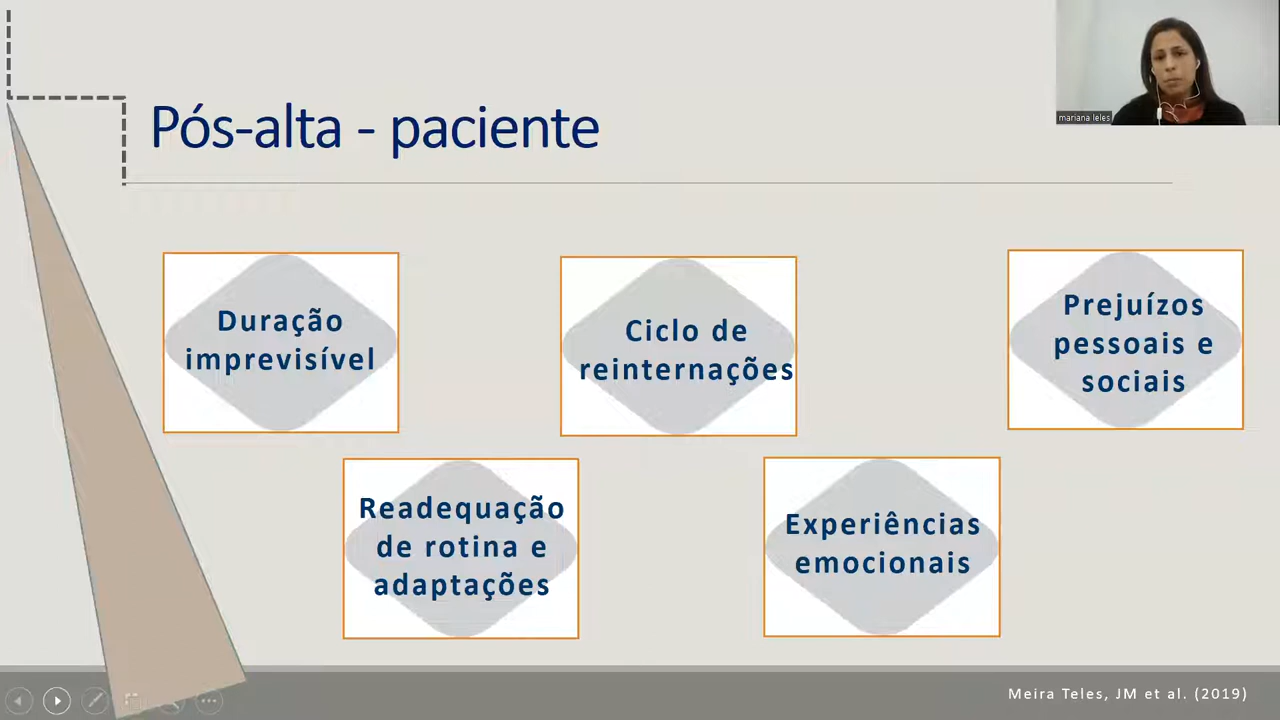 mariana leles
Pós-alta - paciente
Duração
imprevisível
Ciclo de
reinternações
Prejuízos
pessoais e
sociais
Readequação
de rotina e
adaptações
Experiências
emocionais
Meira Teles, JM et al. (2019)